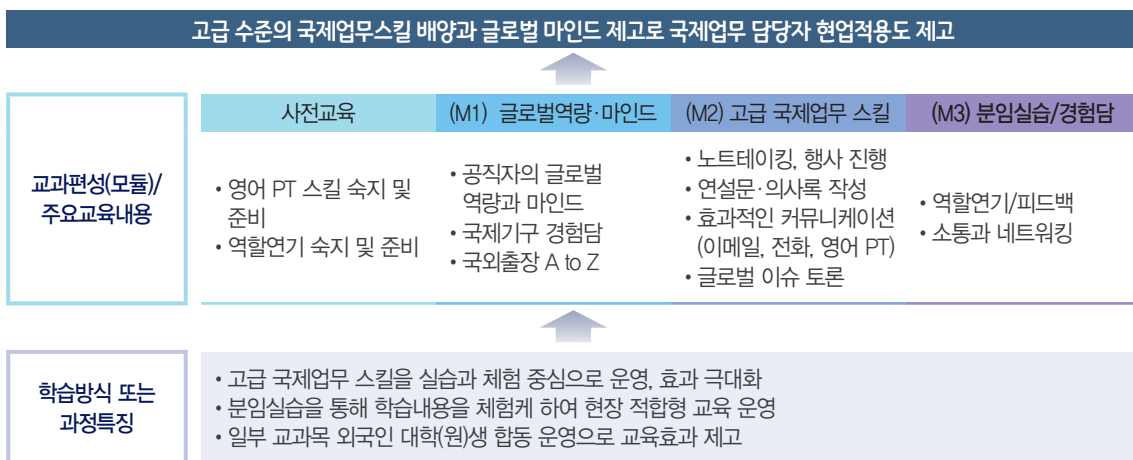 고급 수준의 국제업무스킬 배양과 글로벌 마인드 제고로 국제업무 담당자 현업적용도 제고
교과편성(모듈)/
주요교육내용
사전교육
• 영어 PT 스킬 숙지 및
준비
• 역할연기 숙지 및 준비
(M1) 글로벌역량·마인드
• 공직자의 글로벌
역량과 마인드
• 국제기구 경험담
• 국외출장 A to Z
(M2) 고급 국제업무 스킬
• 노트테이킹, 행사 진행
• 연설문·의사록 작성
• 효과적인 커뮤니케이션
(이메일, 전화, 영어 PT)
• 글로벌 이슈 토론
(M3) 분임실습/경험담
• 역할연기/피드백
• 소통과 네트워킹
학습방식 또는
과정특징
• 고급 국제업무 스킬을 실습과 체험 중심으로 운영, 효과 극대화
• 분임실습을 통해 학습내용을 체험케 하여 현장 적합형 교육 운영
• 일부 교과목 외국인 대학(원)생 합동 운영으로 교육효과 제고